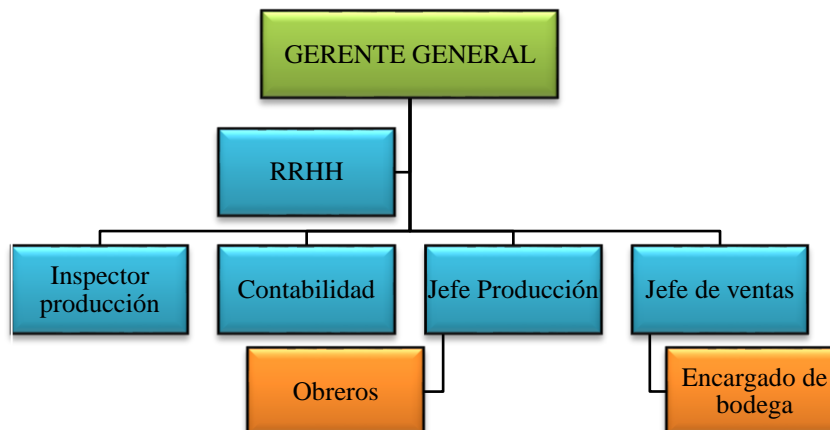 GERENTE GENERAL
RRHH
Inspector
producción
Contabilidad
Jefe Producción
Jefe de ventas
Obreros
Encargado de
bodega